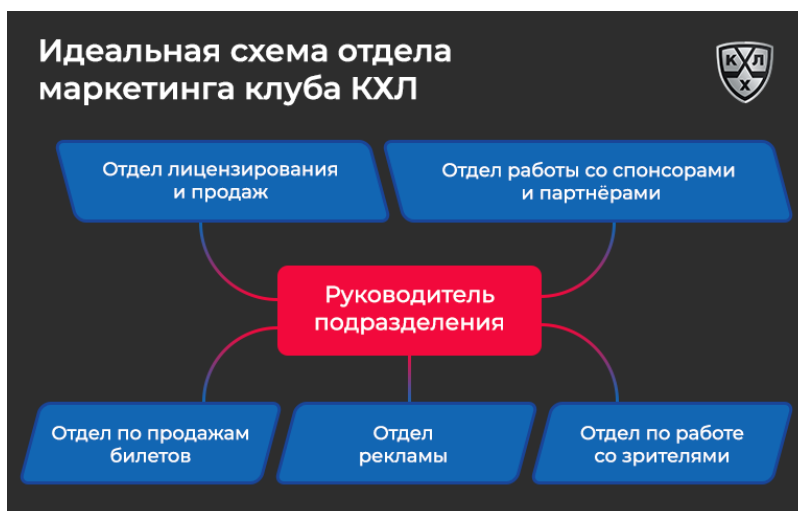 Идеальная схема отдела
маркетинга клуба КХЛ
КХЛ
Х
Отдел лицензирования
и продаж
Отдел работы со спонсорами
и партнёрами
Руководитель
подразделения
Отдел по продажам
билетов
Отдел
рекламы
Отдел по работе
со зрителями